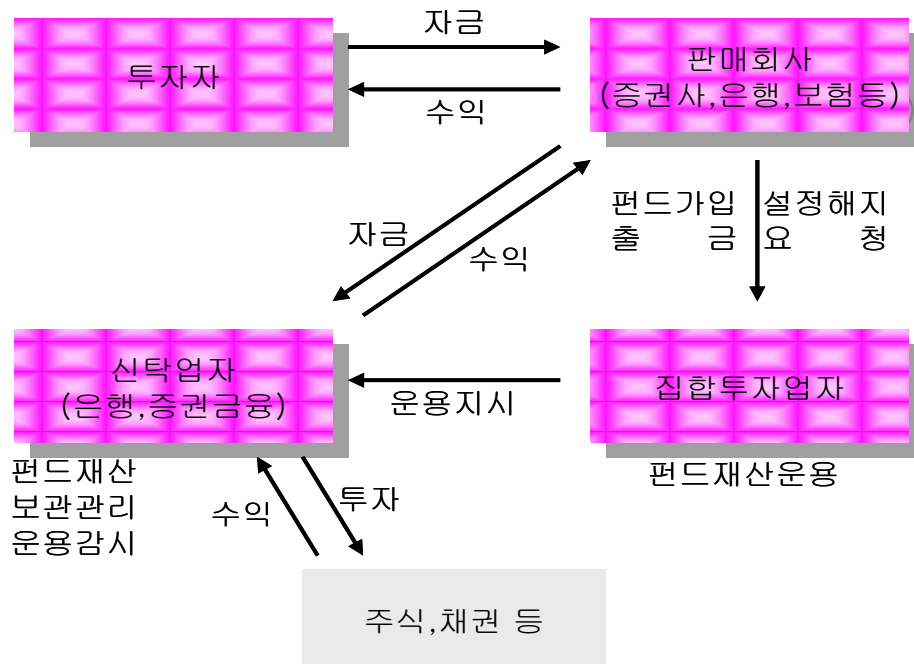 자금
투자자
판매회사
(증권사,은행,보험등)
수익
자금
수익
펀드가입 설정해지
출 금 요 청
신탁업자
(은행,증권금융)
운용지시
집합투자업자
펀드재산
보관관리
운용감시
펀드재산운용
수익
투자
주식,채권 등